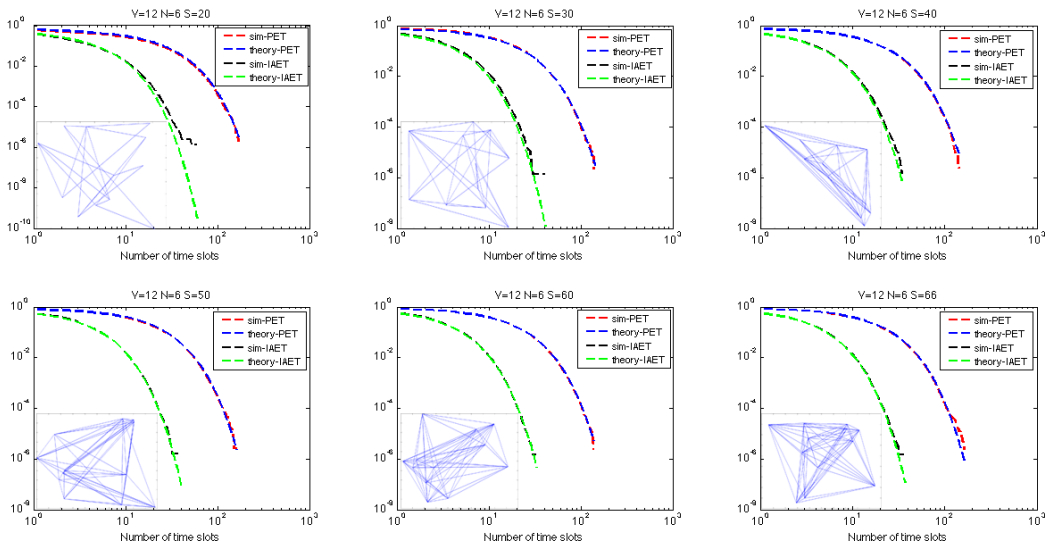 V=12 N=6 S=20
10^0
10^-2
10^-4
10^-6
10^-8
10^-10
10^0 10^1 10^2 10^3
Number of time slots
sim-PET
theory-PET
sim-IAET
theory-IAET
V=12 N=6 S=30
10^0
10^-2
10^-4
10^-6
10^-8
10^0 10^1 10^2 10^3
Number of time slots
sim-PET
theory-PET
sim-IAET
theory-IAET
V=12 N=6 S=40
10^0
10^-2
10^-4
10^-6
10^-8
10^0 10^1 10^2 10^3
Number of time slots
sim-PET
theory-PET
sim-IAET
theory-IAET
V=12 N=6 S=50
10^0
10^-2
10^-4
10^-6
10^-8
10^0 10^1 10^2 10^3
Number of time slots
sim-PET
theory-PET
sim-IAET
theory-IAET
V=12 N=6 S=60
10^0
10^-2
10^-4
10^-6
10^-8
10^0 10^1 10^2 10^3
Number of time slots
sim-PET
theory-PET
sim-IAET
theory-IAET
V=12 N=6 S=66
10^0
10^-2
10^-4
10^-6
10^-8
10^0 10^1 10^2 10^3
Number of time slots
sim-PET
theory-PET
sim-IAET
theory-IAET